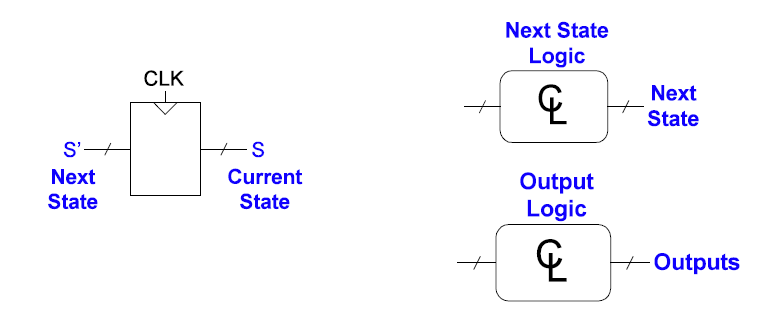 CLK
S'
S
Next
State
Current
State
Next State
Logic
CL
Next
State
Output
Logic
CL
Outputs